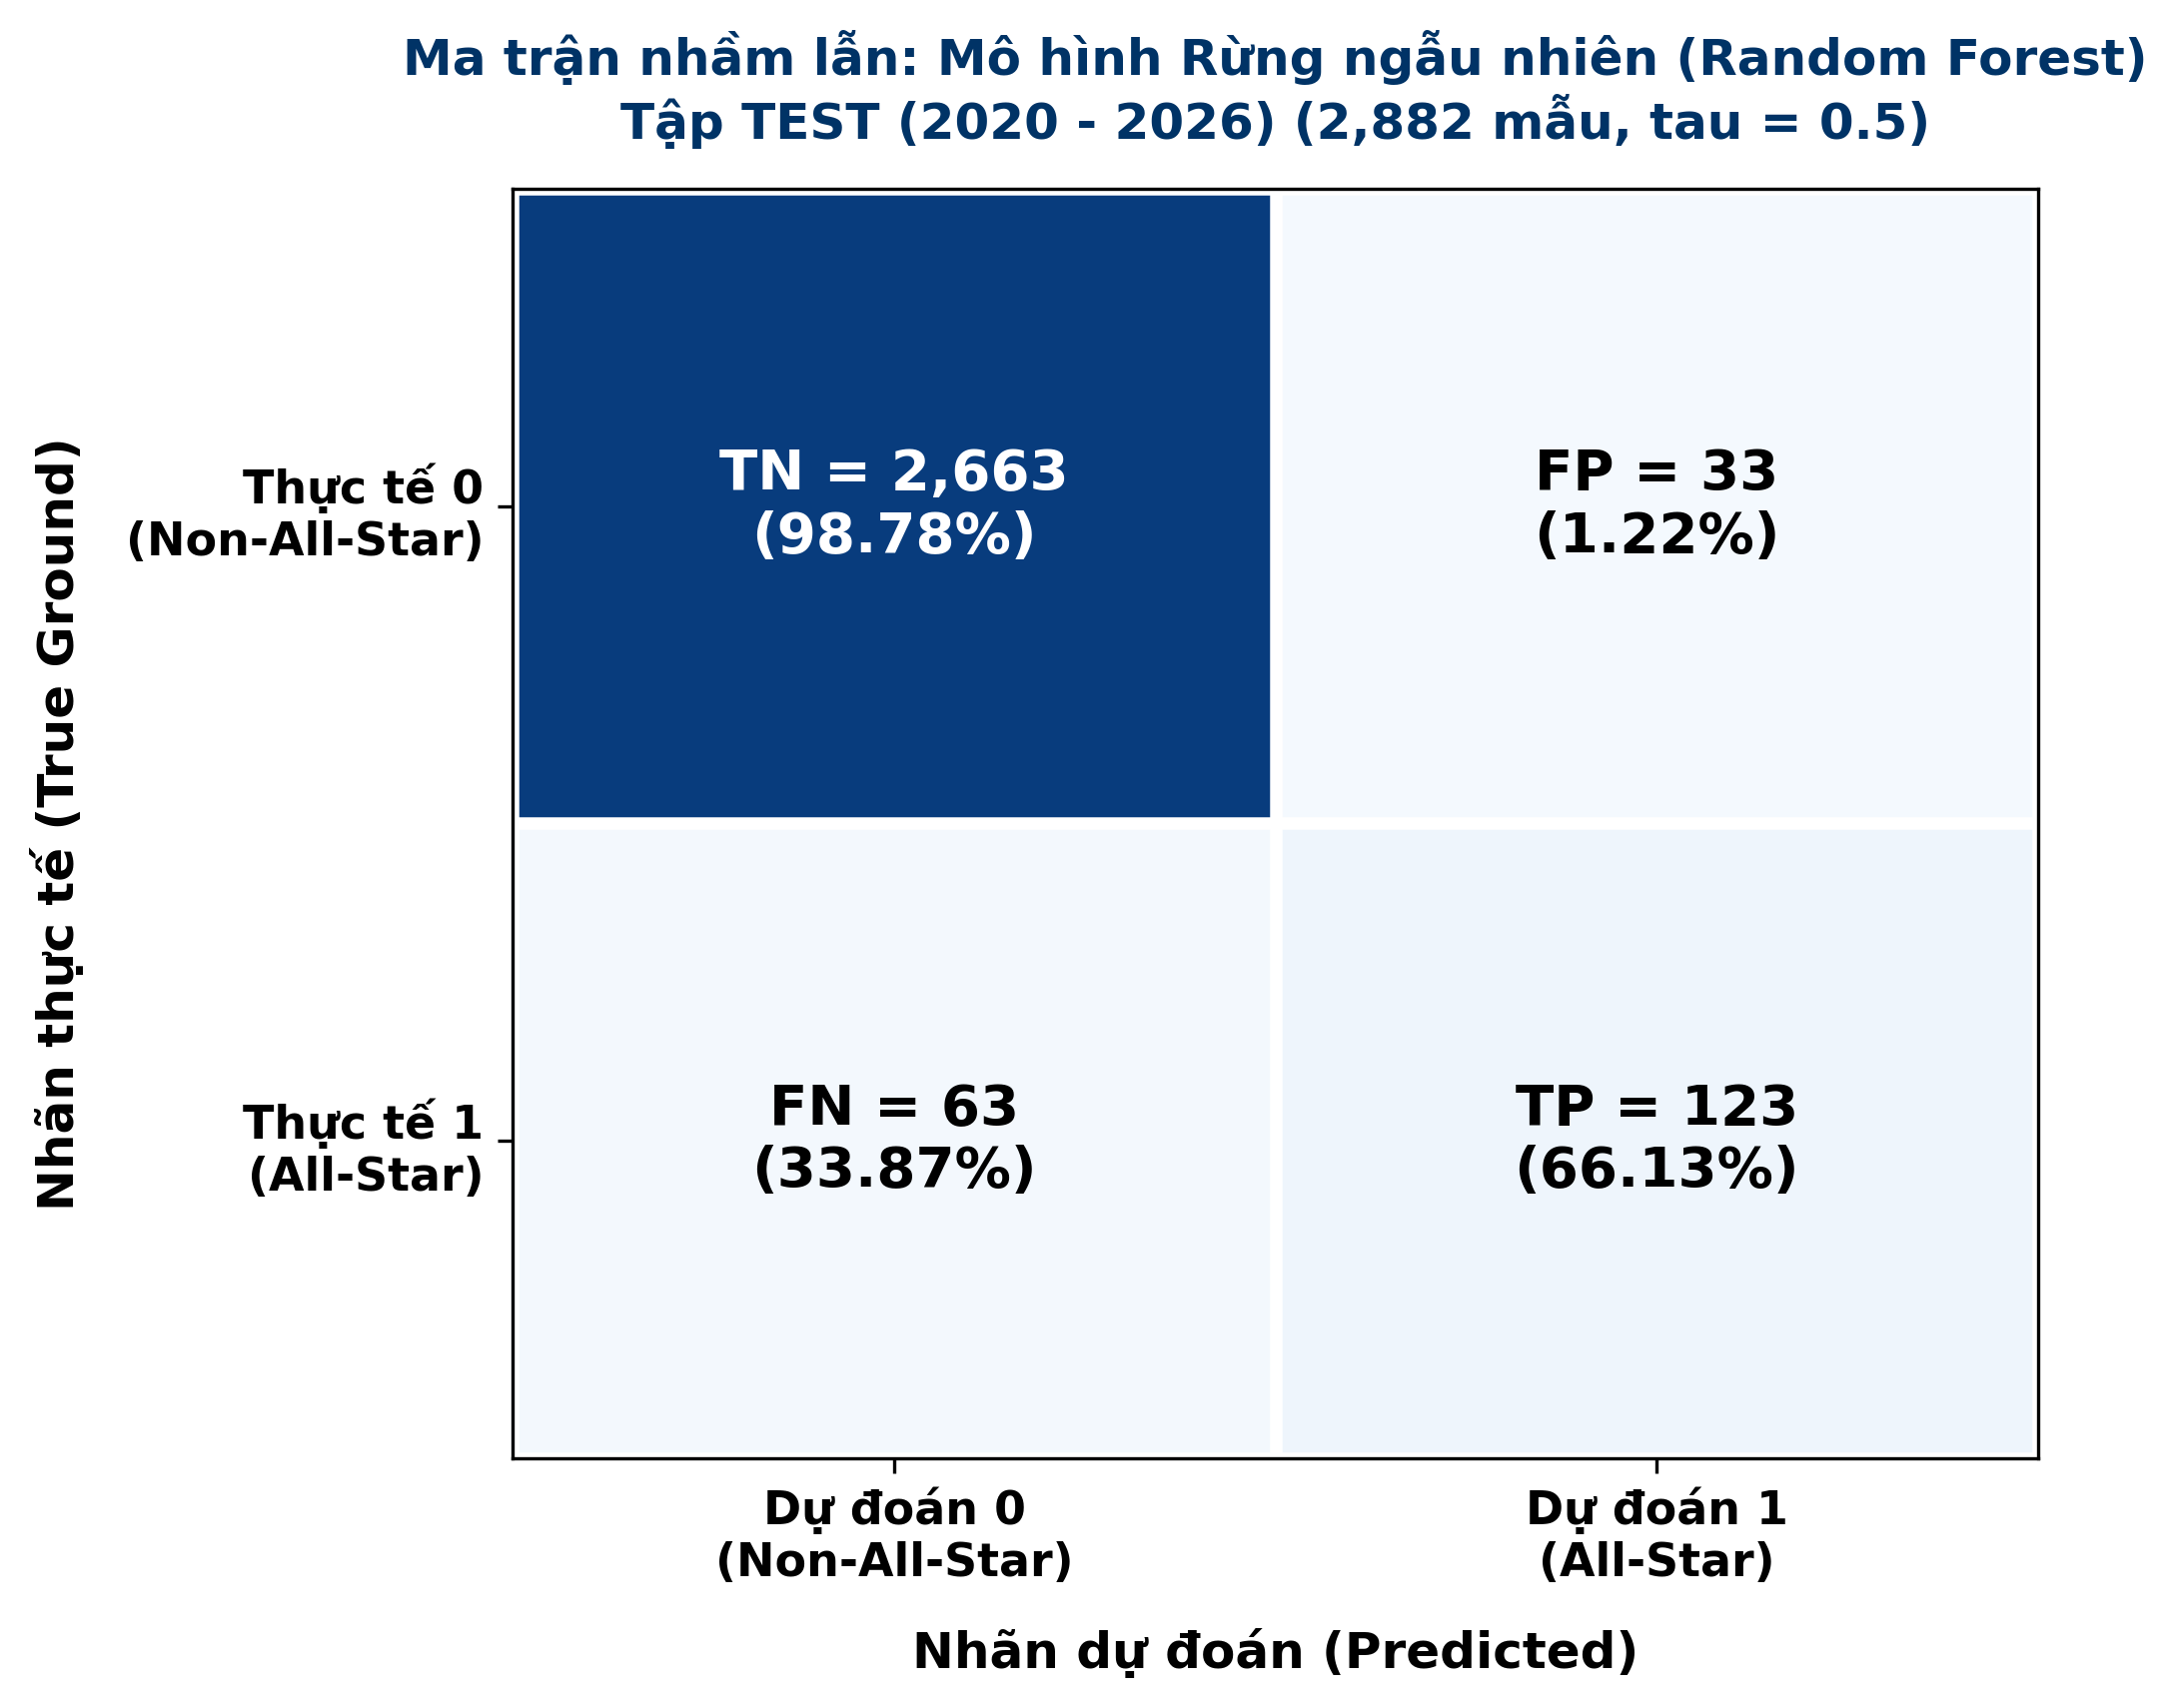 Ma trận nhầm lẫn: Mô hình Rừng ngẫu nhiên (Random Forest)
Tập TEST (2020 - 2026) (2,882 mẫu, tau = 0.5)
Nhãn thực tế (True Ground)
Thực tế 0
(Non-All-Star)
TN = 2,663
(98.78%)
FP = 33
(1.22%)
Thực tế 1
(All-Star)
FN = 63
(33.87%)
TP = 123
(66.13%)
Dự đoán 0
(Non-All-Star)
Dự đoán 1
(All-Star)
Nhãn dự đoán (Predicted)